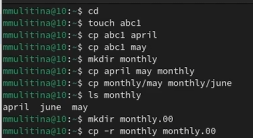 mmulitina@10:~$ cd
mmulitina@10:~$ touch abc1
mmulitina@10:~$ cp abc1 april
mmulitina@10:~$ cp abc1 may
mmulitina@10:~$ mkdir monthly
mmulitina@10:~$ cp april may monthly
mmulitina@10:~$ cp monthly/may monthly/june
mmulitina@10:~$ ls monthly
april  june  may
mmulitina@10:~$ mkdir monthly.00
mmulitina@10:~$ cp -r monthly monthly.00